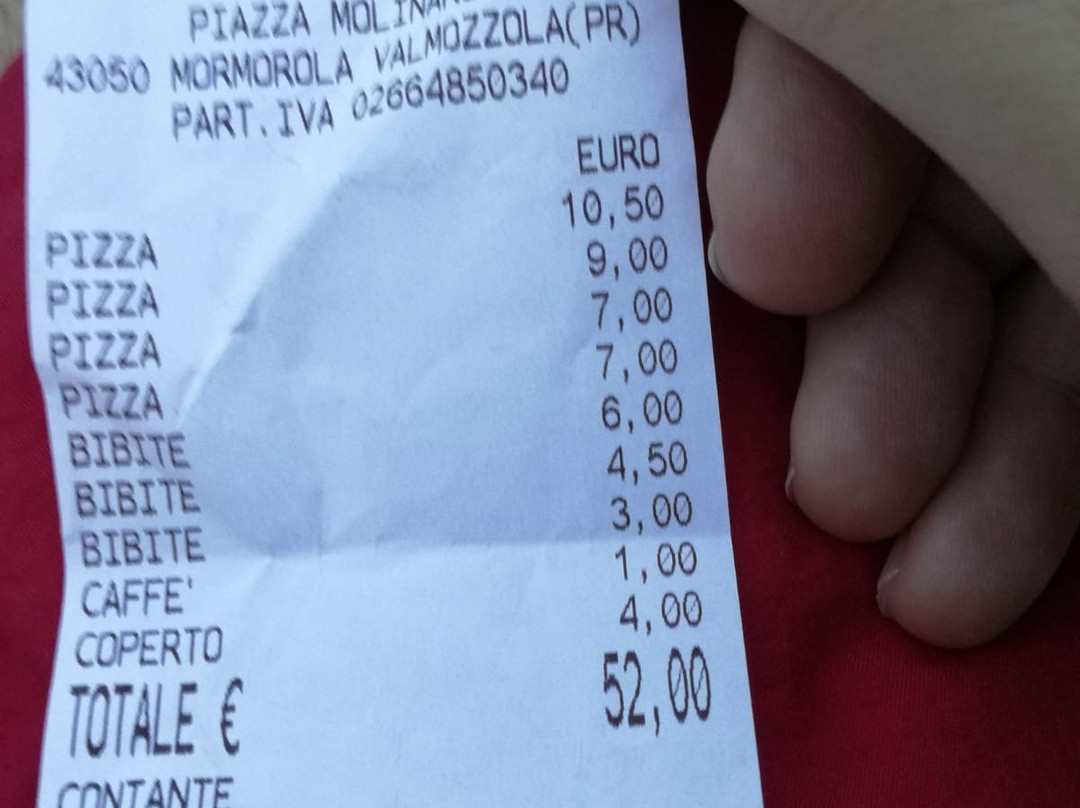 PIAZZA
43050 MORMOROLA VALMOZZOLA(PR)
PART.IVA 02664850340
EURO
PIZZA 10,50
PIZZA 9,00
PIZZA 7,00
PIZZA 7,00
BIBITE 6,00
BIBITE 4,50
BIBITE 3,00
CAFFE' 1,00
COPERTO 4,00
TOTALE € 52,00
CONTANTE